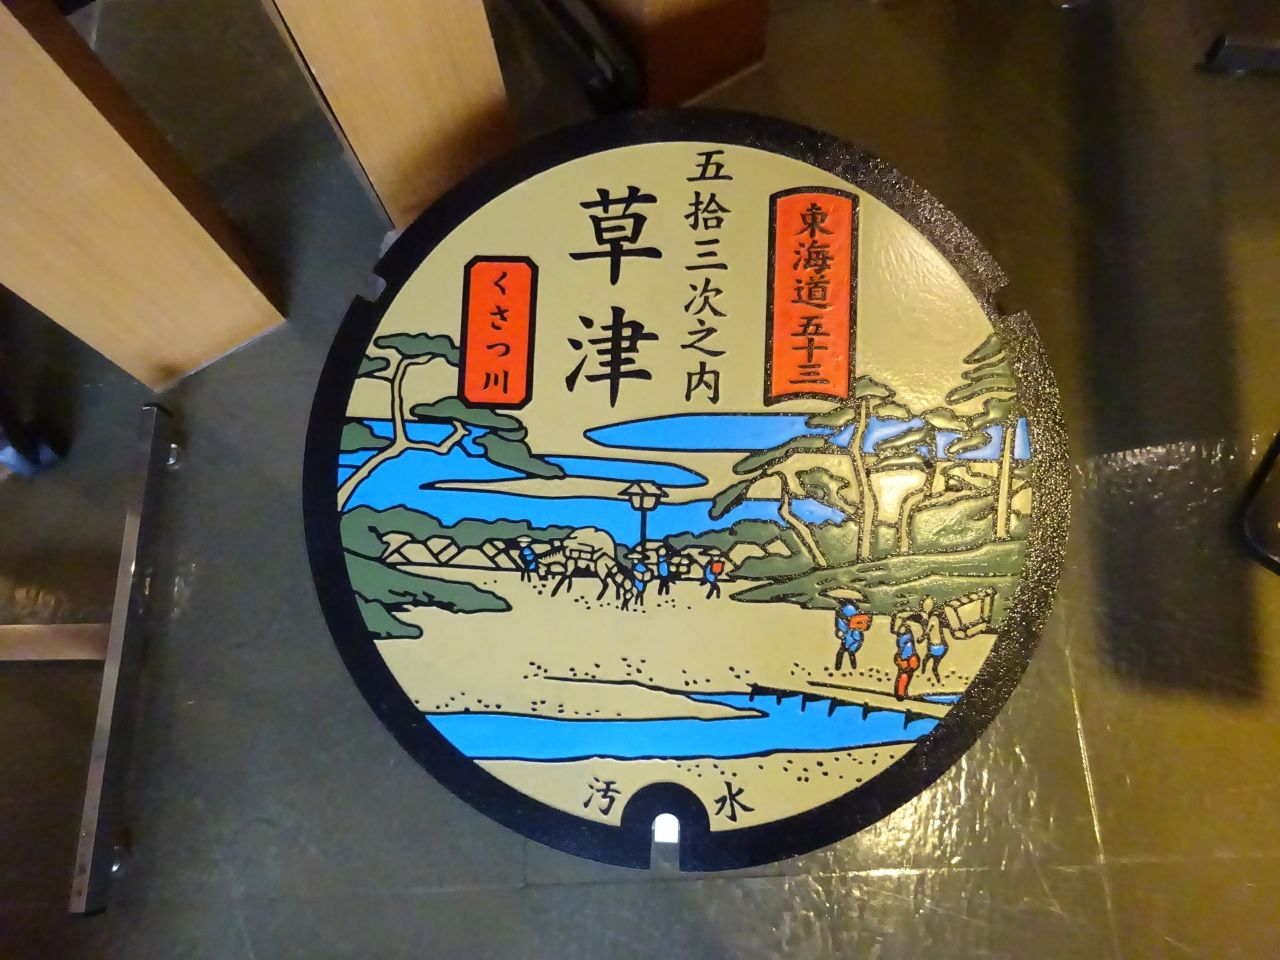 東海道五十三
五拾三次之内
草津
くさつ川
汚水